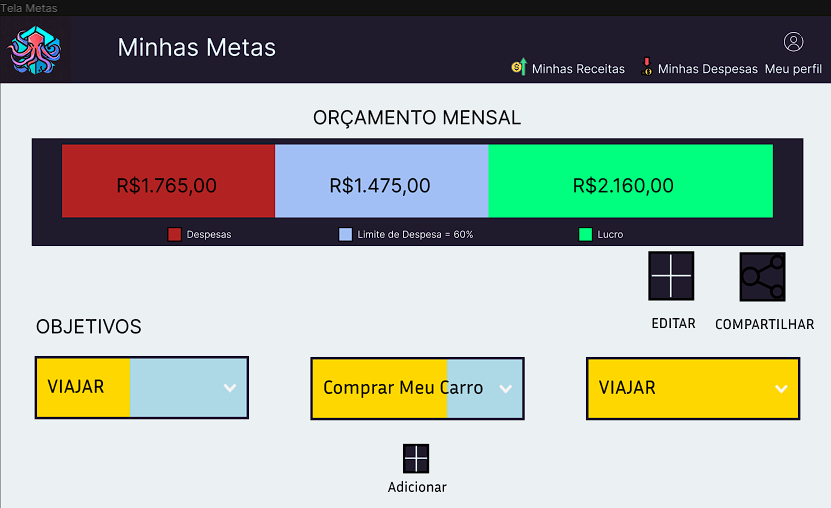 Tela Metas
Minhas Metas
Minhas Receitas
Minhas Despesas
Meu perfil
ORÇAMENTO MENSAL
R$1.765,00
R$1.475,00
R$2.160,00
Despesas
Limite de Despesa = 60%
Lucro
EDITAR
COMPARTILHAR
OBJETIVOS
VIAJAR
Comprar Meu Carro
VIAJAR
Adicionar